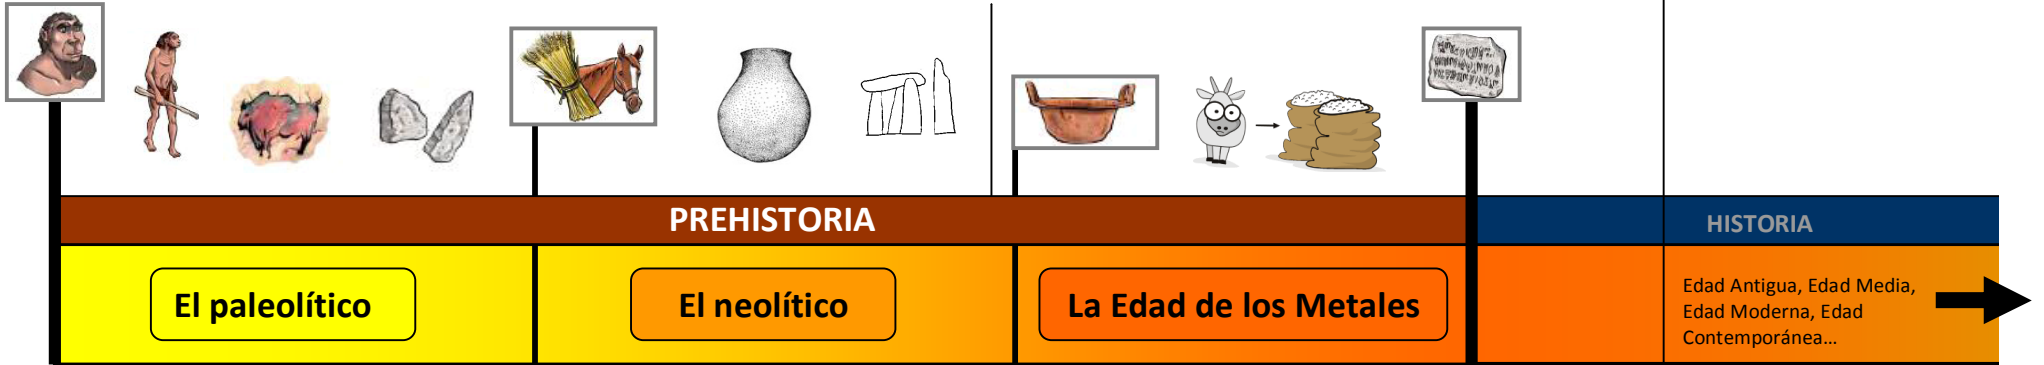 PREHISTORIA
HISTORIA
El paleolítico
El neolítico
La Edad de los Metales
Edad Antigua, Edad Media,
Edad Moderna, Edad
Contemporánea...